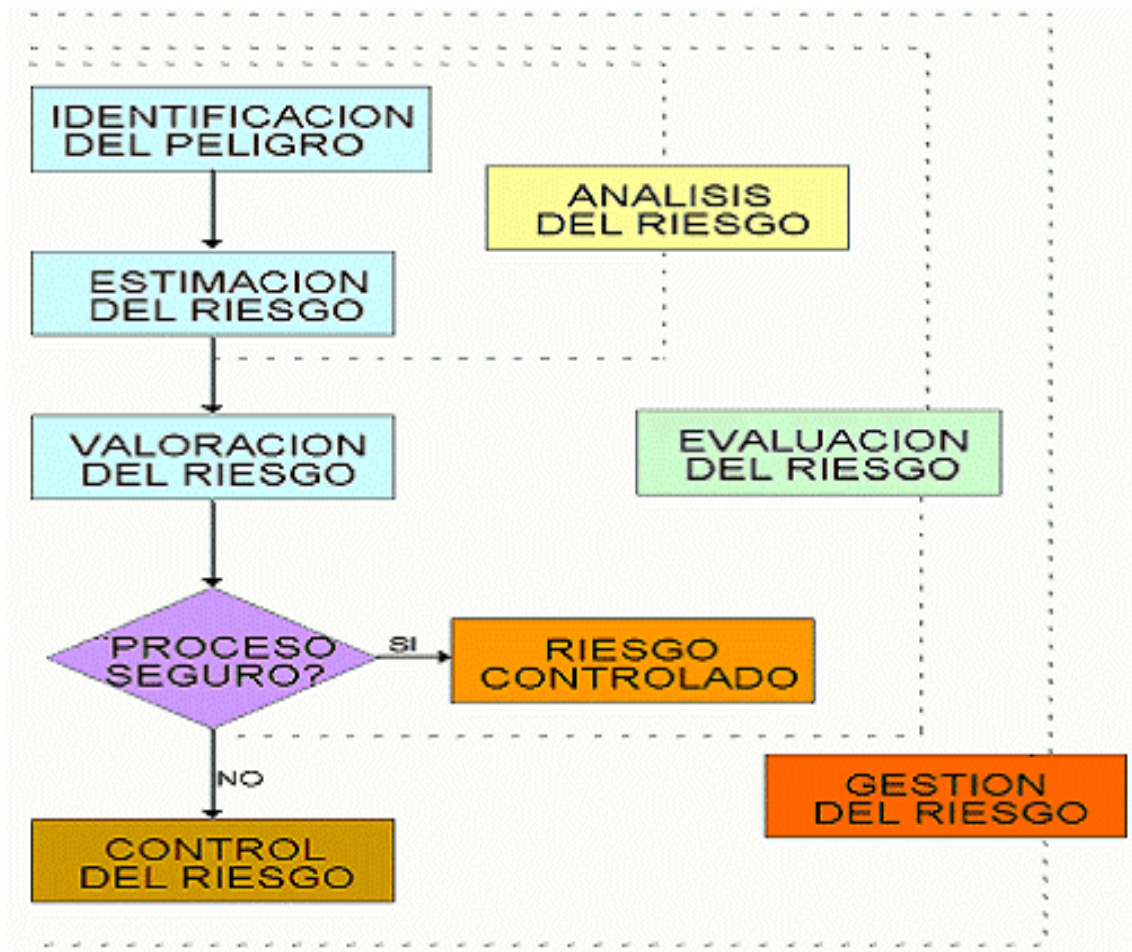 IDENTIFICACION
DEL PELIGRO
ANALISIS
DEL RIESGO
ESTIMACION
DEL RIESGO
VALORACION
DEL RIESGO
EVALUACION
DEL RIESGO
PROCESO
SEGURO?
SI
RIESGO
CONTROLADO
NO
GESTION
DEL RIESGO
CONTROL
DEL RIESGO